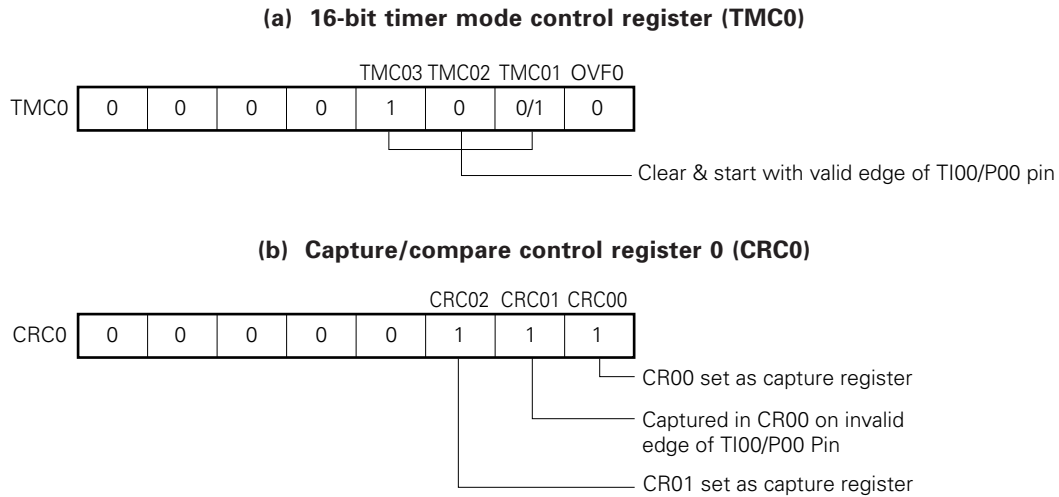 (a) 16-bit timer mode control register (TMC0)
TMC03 TMC02 TMC01 OVF0
TMC0 0 0 0 0 1 0 0/1 0
Clear & start with valid edge of TI00/P00 pin
(b) Capture/compare control register 0 (CRC0)
CRC02 CRC01 CRC00
CRC0 0 0 0 0 0 1 1 1
CR00 set as capture register
Captured in CR00 on invalid
edge of TI00/P00 Pin
CR01 set as capture register